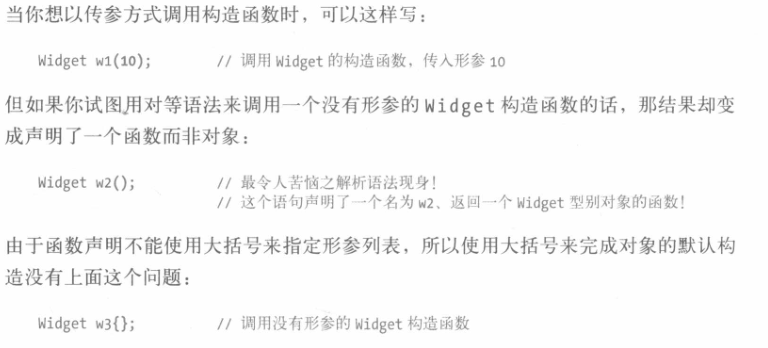 当你想以传参方式调用构造函数时，可以这样写：
Widget w1(10); // 调用 Widget 的构造函数，传入形参 10
但如果你试图用对等语法来调用一个没有形参的 Widget 构造函数的话，那结果却变
成声明了一个函数而非对象：
Widget w2(); // 最令人苦恼之解析语法现身！
// 这个语句声明了一个名为 w2、返回一个 Widget 型别对象的函数！
由于函数声明不能使用大括号来指定形参列表，所以使用大括号来完成对象的默认构
造没有上面这个问题：
Widget w3{}; // 调用没有形参的 Widget 构造函数